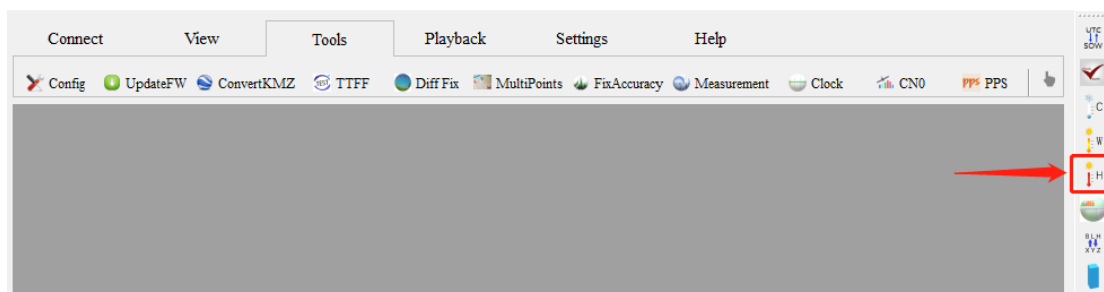 Connect View Tools Playback Settings Help
Config UpdateFW ConvertKMZ TEST TTFF Diff Fix MultiPoints FixAccuracy Measurement Clock CN0 PPS PPS
UTC
SOW
C
W
H
BLH
XYZ